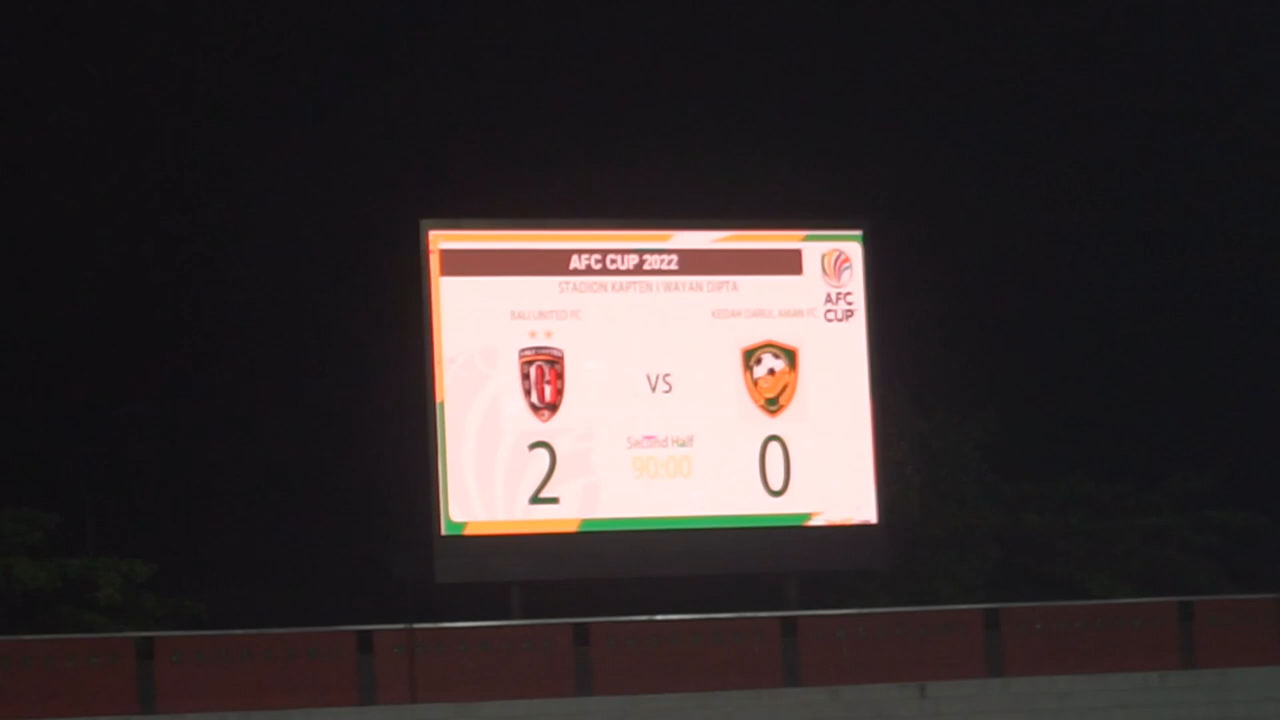 AFC CUP 2022
STADION KAPTEN I WAYAN DIPTA
BALI UNITED FC
KEDAH DARUL AMAN FC
AFC
CUP
VS
2
Second Half
0
90:00